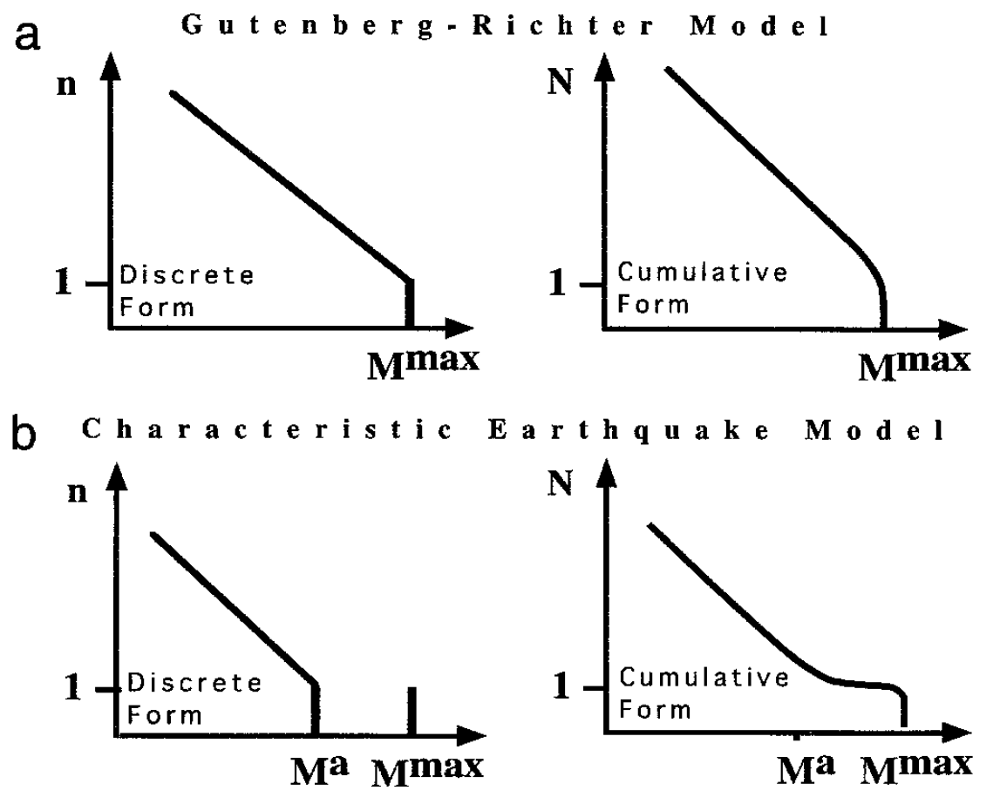 a Gutenberg-Richter Model
n
1
Discrete
Form
Mmax
N
1
Cumulative
Form
Mmax
b Characteristic Earthquake Model
n
1
Discrete
Form
Ma Mmax
N
1
Cumulative
Form
Ma Mmax